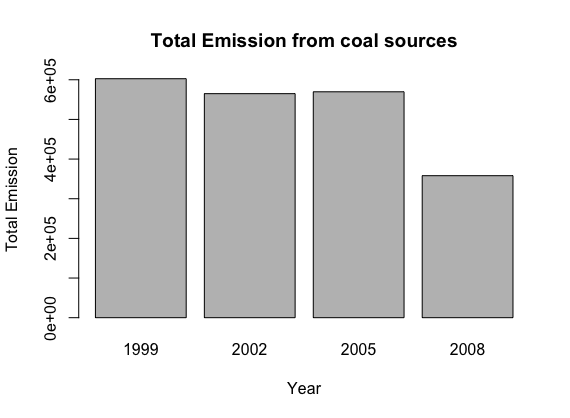 Total Emission from coal sources
Total Emission
6e+05
4e+05
2e+05
0e+00
1999 2002 2005 2008
Year